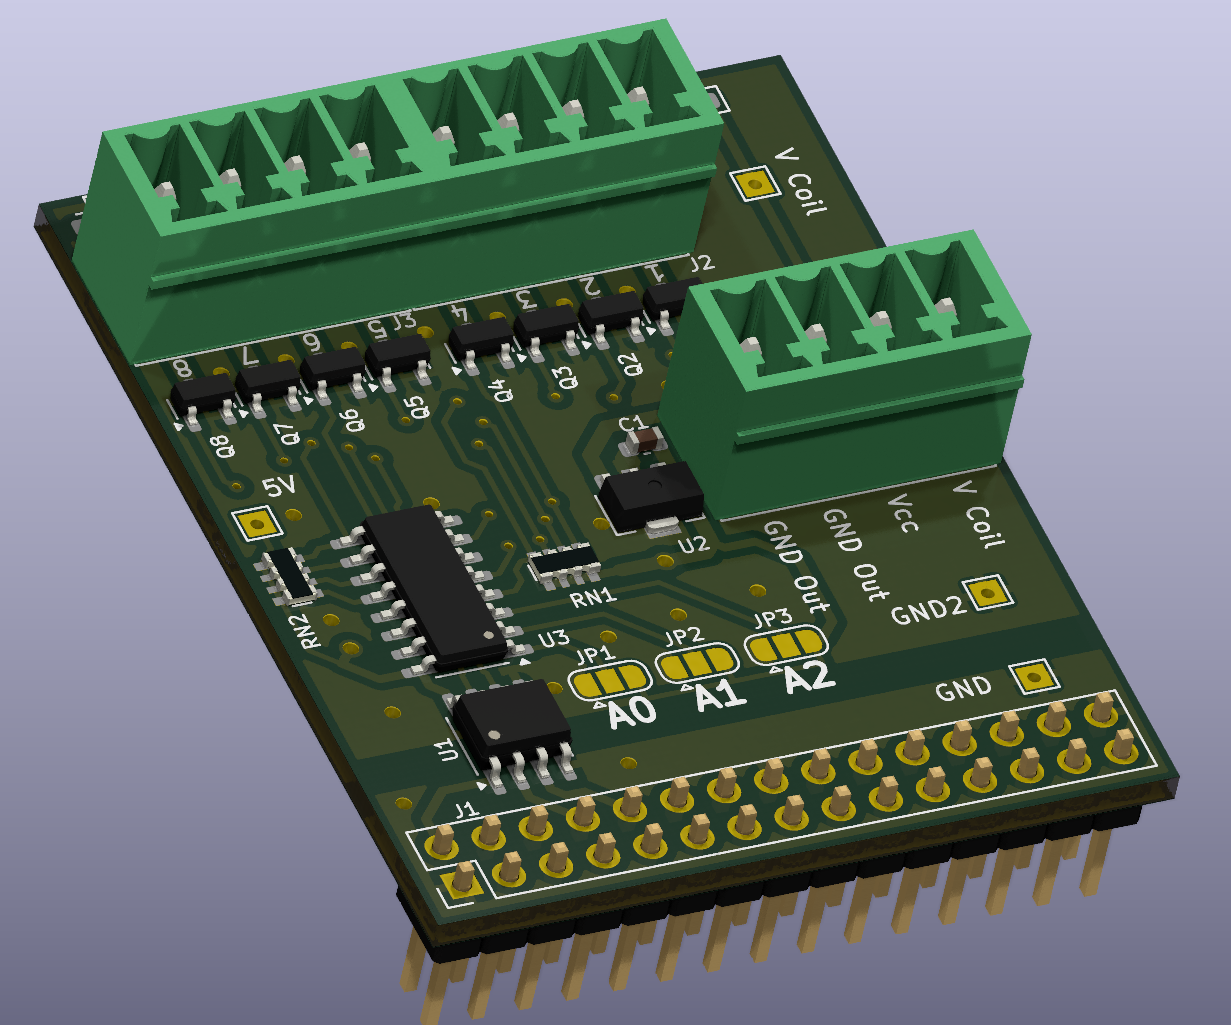 V Coil
J2
1
2
3
4
J3
5
6
7
8
Q2
Q3
Q4
Q5
Q6
Q7
Q8
C1
5V
U2
GND Out
GND Out
Vcc
V Coil
RN1
RN2
U3
GND2
JP1
JP2
JP3
A0
A1
A2
GND
U1
J1